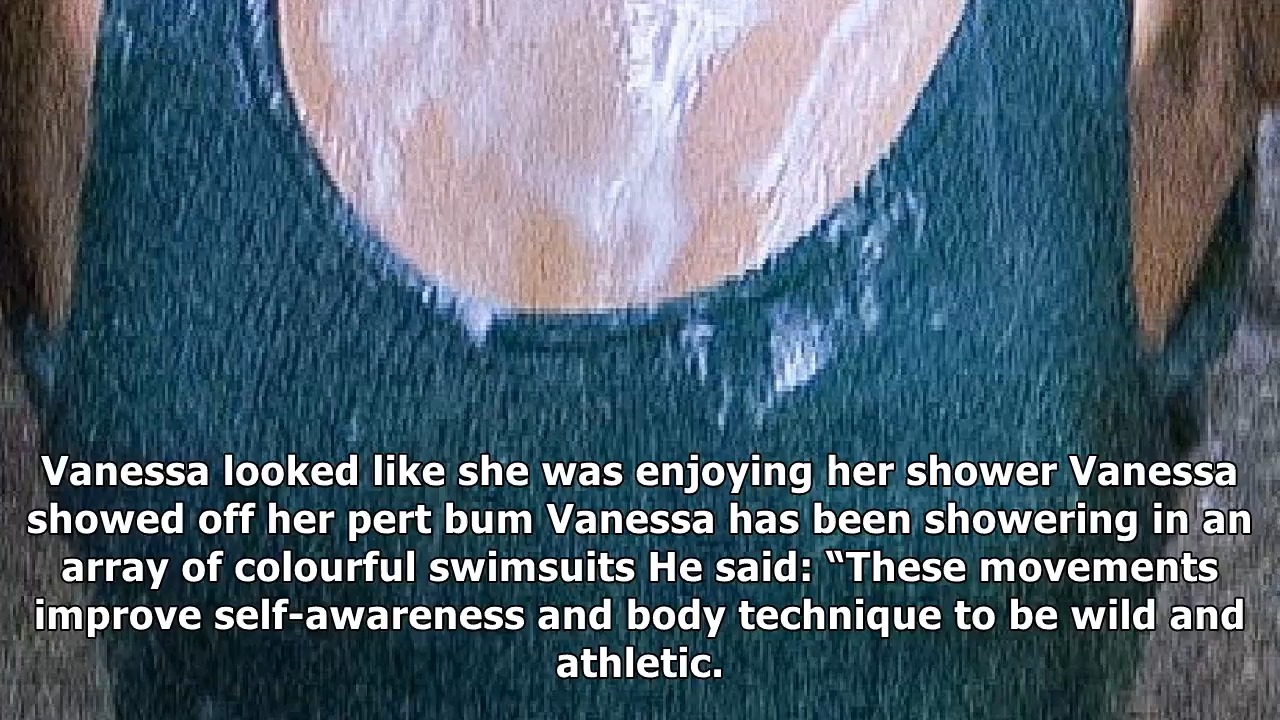 Vanessa looked like she was enjoying her shower Vanessa
showed off her pert bum Vanessa has been showering in an
array of colourful swimsuits He said: “These movements
improve self-awareness and body technique to be wild and
athletic.